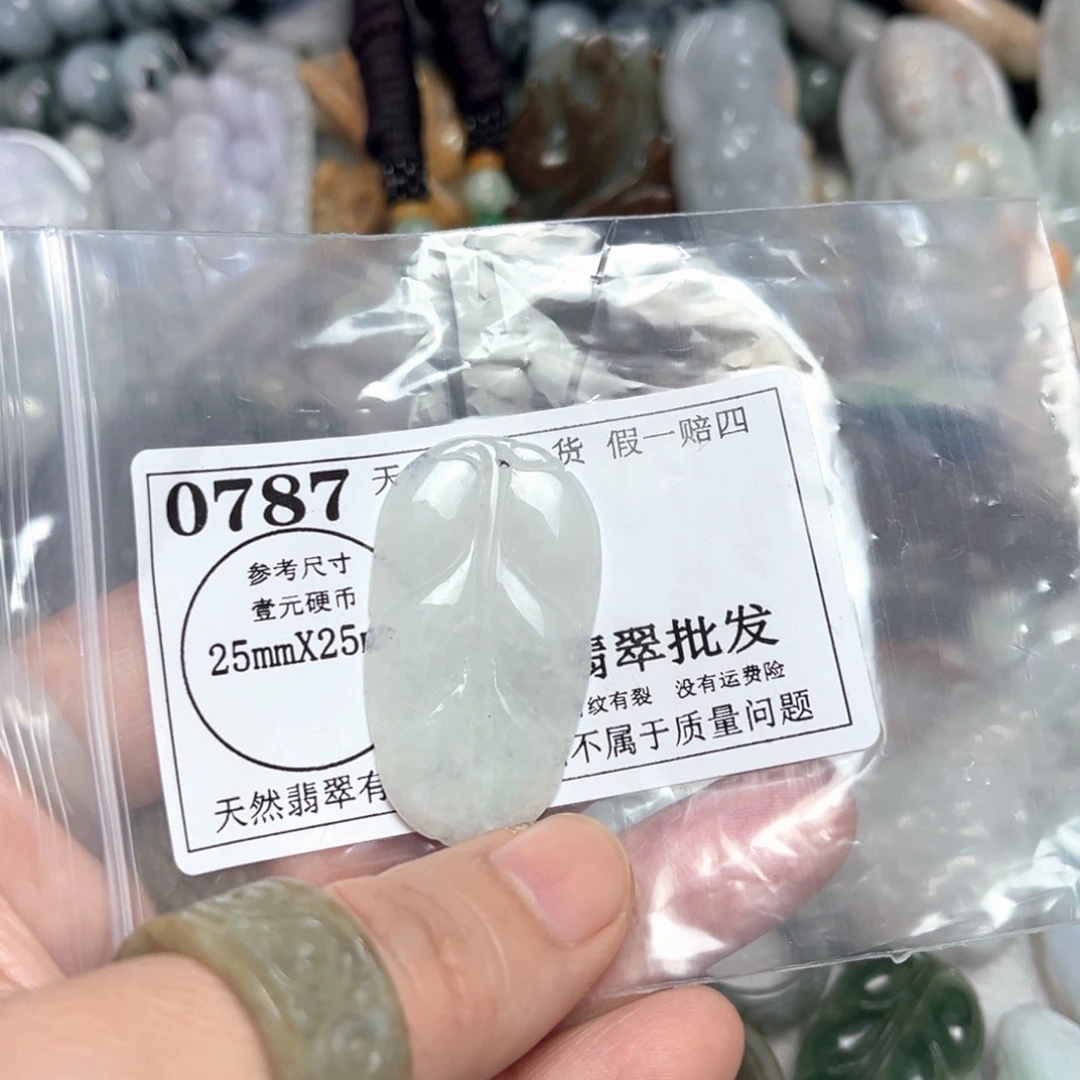 0787 天 货 假一赔四
参考尺寸
壹元硬币
25mmX25
翡翠批发
纹有裂 没有运费险
天然翡翠有 不属于质量问题